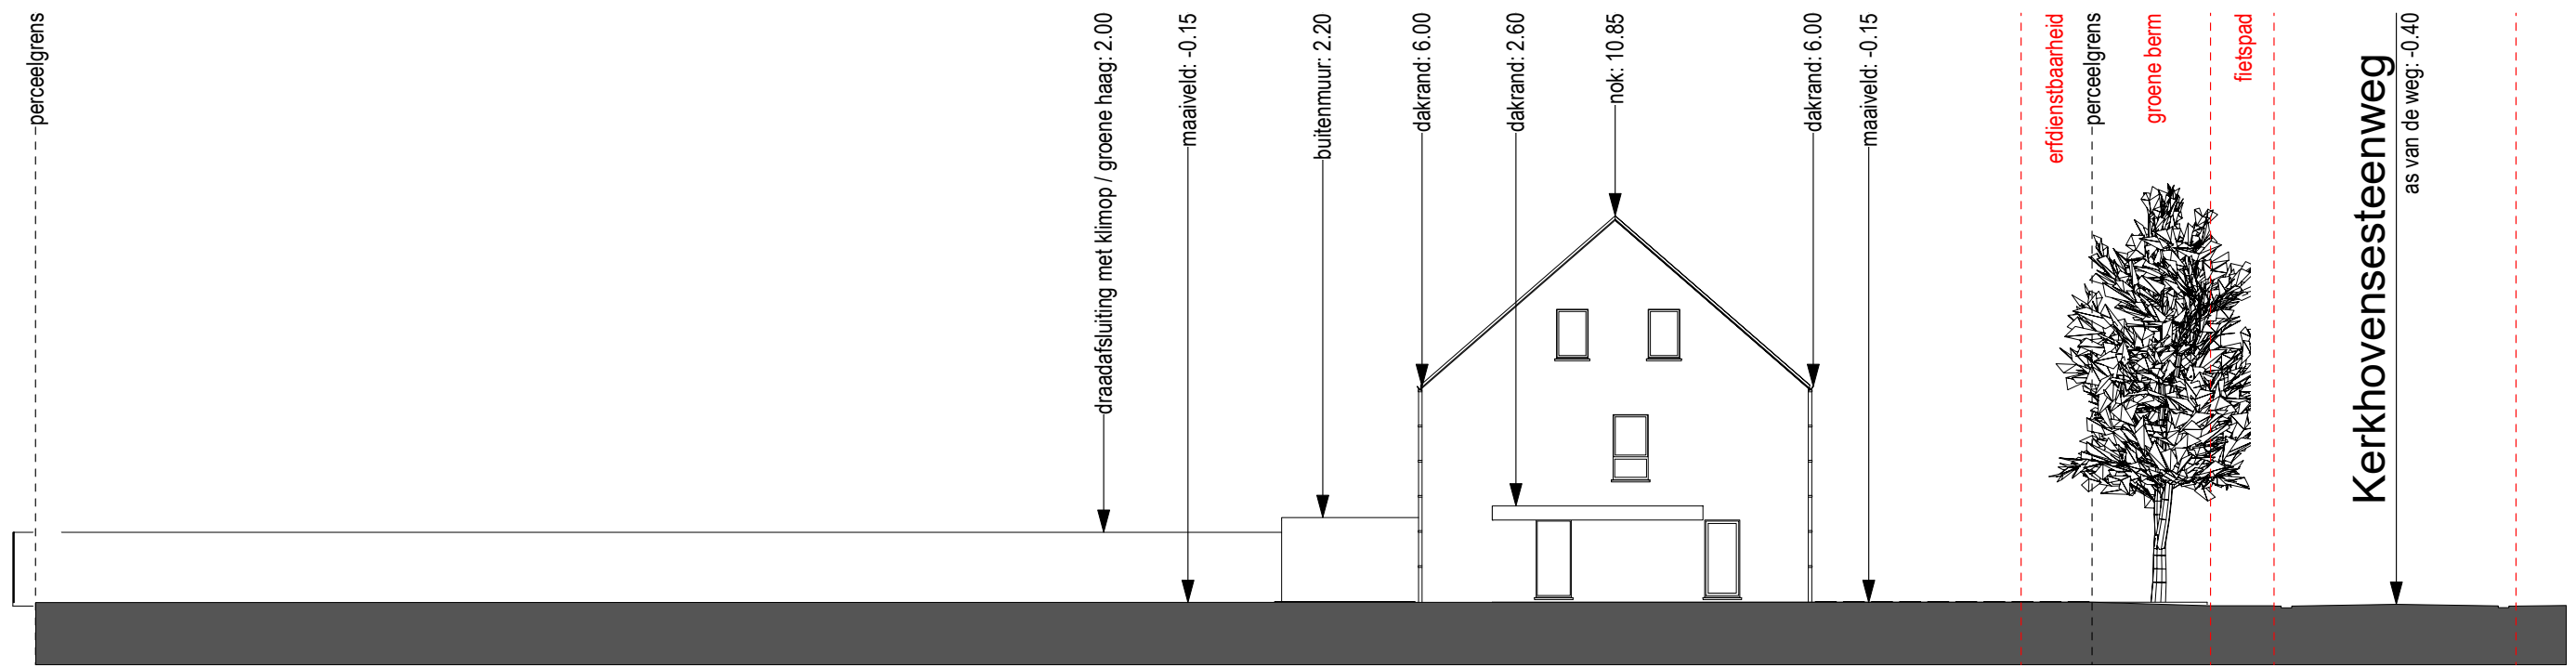 perceelgrens
draadafsluiting met klimop / groene haag: 2.00
maaiveld: -0.15
buitenmuur: 2.20
dakrand: 6.00
dakrand: 2.60
nok: 10.85
dakrand: 6.00
maaiveld: -0.15
erfdienstbaarheid
perceelgrens
groene berm
fietspad
Kerkhovensesteenweg
as van de weg: -0.40